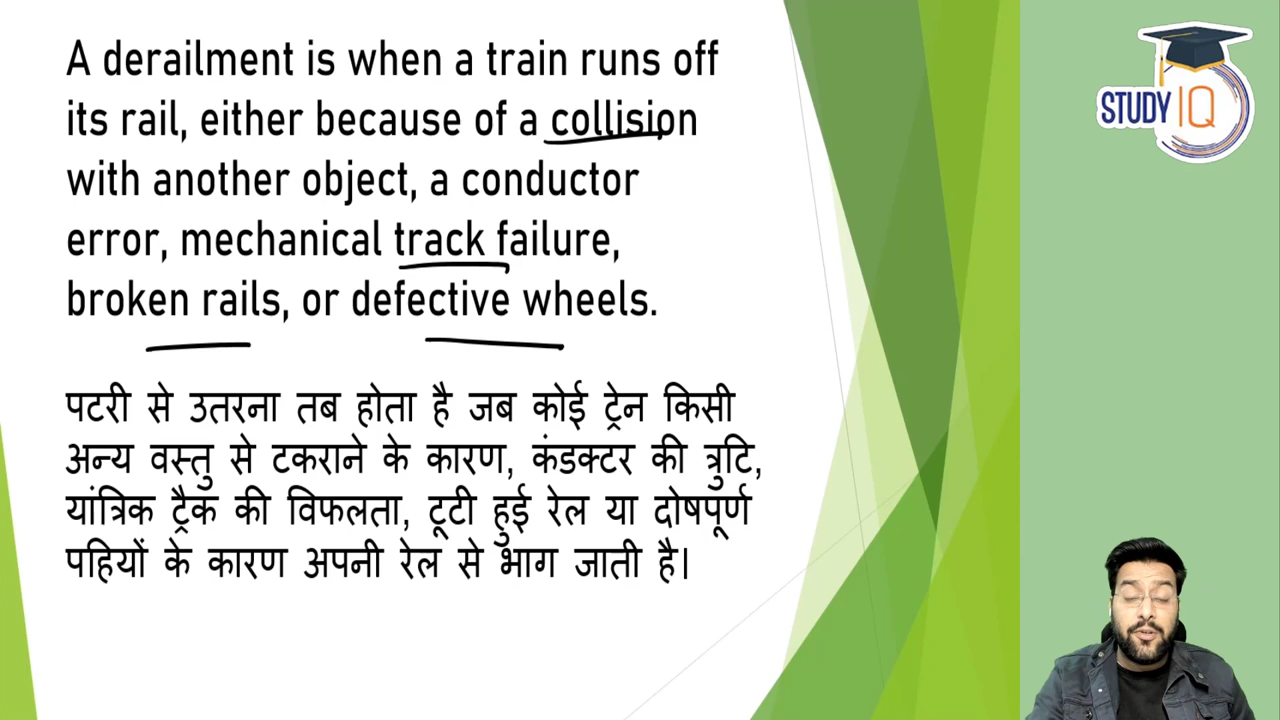 A derailment is when a train runs off
its rail, either because of a collision
with another object, a conductor
error, mechanical track failure,
broken rails, or defective wheels.
पटरी से उतरना तब होता है जब कोई ट्रेन किसी
अन्य वस्तु से टकराने के कारण, कंडक्टर की त्रुटि,
यांत्रिक ट्रैक की विफलता, टूटी हुई रेल या दोषपूर्ण
पहियों के कारण अपनी रेल से भाग जाती है।
STUDY IQ